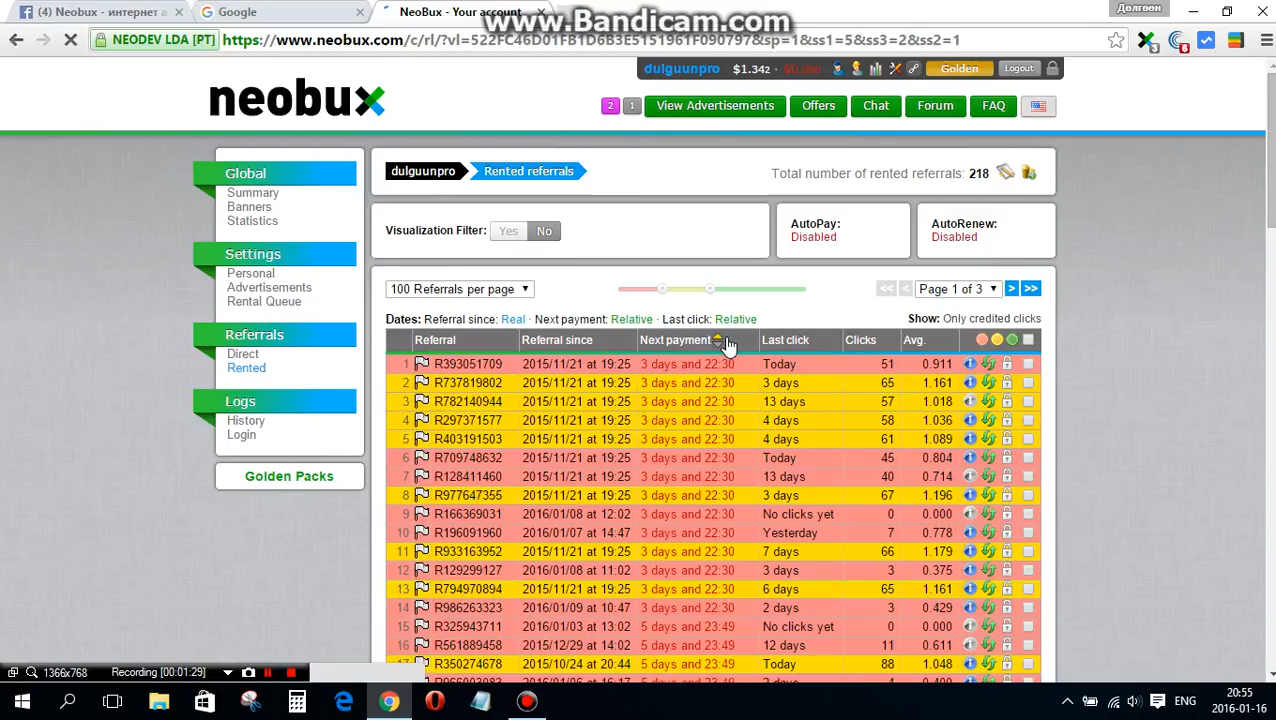 (4) Neobux - интернет а
Google
NeoBux - Your account
www.Bandicam.com
Долгоон
NEODEV LDA [PT]
https://www.neobux.com/c/rl/?vl=522FC46D01FB1D6B3E5151961F090797&sp=1&ss1=5&ss3=2&ss2=1
3
6
dulguunpro $1.342 Golden Logout
neobux
2 1 View Advertisements Offers Chat Forum FAQ
Global
Summary
Banners
Statistics
Settings
Personal
Advertisements
Rental Queue
Referrals
Direct
Rented
Logs
History
Login
Golden Packs
dulguunpro Rented referrals
Total number of rented referrals: 218
Visualization Filter: Yes No
AutoPay:
Disabled
AutoRenew:
Disabled
100 Referrals per page
<< < Page 1 of 3 > >>
Dates: Referral since: Real · Next payment: Relative · Last click: Relative
Show: Only credited clicks
Referral Referral since Next payment Last click Clicks Avg.
1 R393051709 2015/11/21 at 19:25 3 days and 22:30 Today 51 0.911
2 R737819802 2015/11/21 at 19:25 3 days and 22:30 3 days 65 1.161
3 R782140944 2015/11/21 at 19:25 3 days and 22:30 13 days 57 1.018
4 R297371577 2015/11/21 at 19:25 3 days and 22:30 4 days 58 1.036
5 R403191503 2015/11/21 at 19:25 3 days and 22:30 4 days 61 1.089
6 R709748632 2015/11/21 at 19:25 3 days and 22:30 Today 45 0.804
7 R128411460 2015/11/21 at 19:25 3 days and 22:30 13 days 40 0.714
8 R977647355 2015/11/21 at 19:25 3 days and 22:30 3 days 67 1.196
9 R166369031 2016/01/08 at 12:02 3 days and 22:30 No clicks yet 0 0.000
10 R196091960 2016/01/07 at 14:47 3 days and 22:30 Yesterday 7 0.778
11 R933163952 2015/11/21 at 19:25 3 days and 22:30 7 days 66 1.179
12 R129299127 2016/01/08 at 11:02 3 days and 22:30 3 days 3 0.375
13 R794970894 2015/11/21 at 19:25 3 days and 22:30 6 days 65 1.161
14 R986263323 2016/01/09 at 10:47 3 days and 22:30 2 days 3 0.429
15 R325943711 2016/01/03 at 13:02 5 days and 23:49 No clicks yet 0 0.000
16 R561889458 2015/12/29 at 14:02 5 days and 23:49 12 days 11 0.611
17 R350274678 2015/10/24 at 20:44 5 days and 23:49 Today 88 1.048
1366x768 Recording [00:01:29]
ENG
20:55
2016-01-16